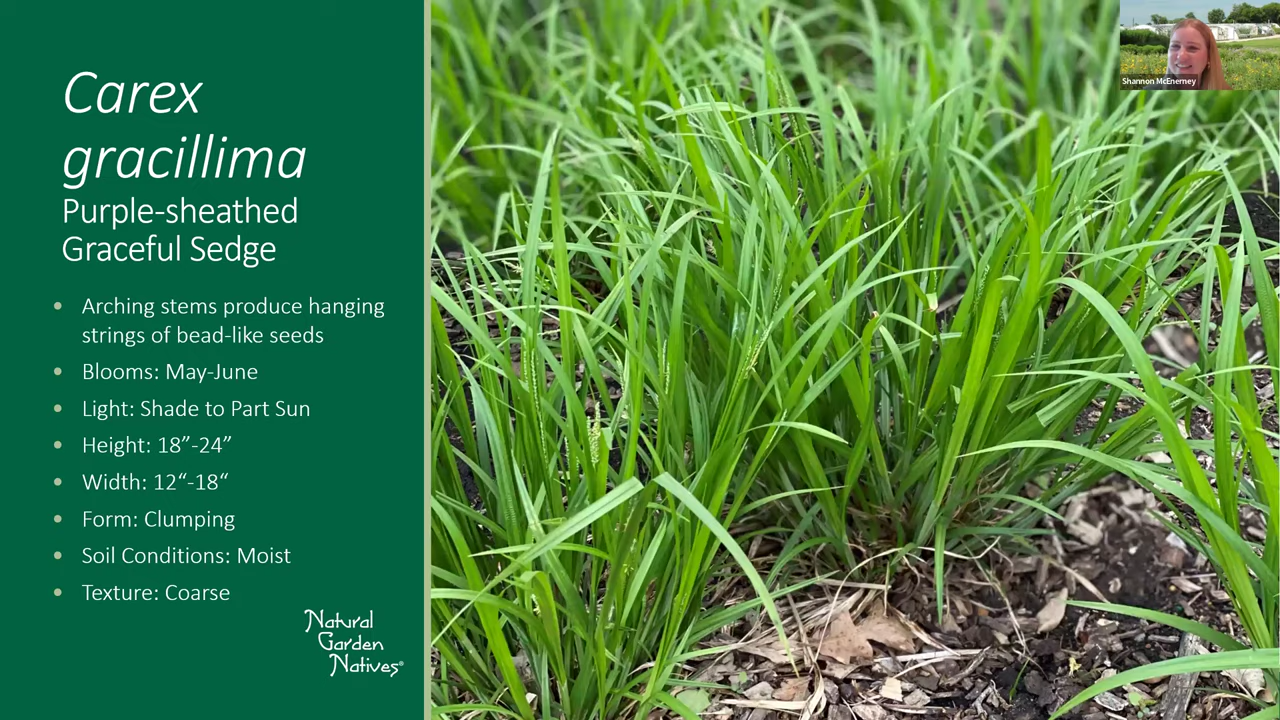 Carex
gracillima
Purple-sheathed
Graceful Sedge
• Arching stems produce hanging
strings of bead-like seeds
• Blooms: May-June
• Light: Shade to Part Sun
• Height: 18”-24”
• Width: 12“-18“
• Form: Clumping
• Soil Conditions: Moist
• Texture: Coarse
Natural
Garden
Natives®
Shannon McEnerney